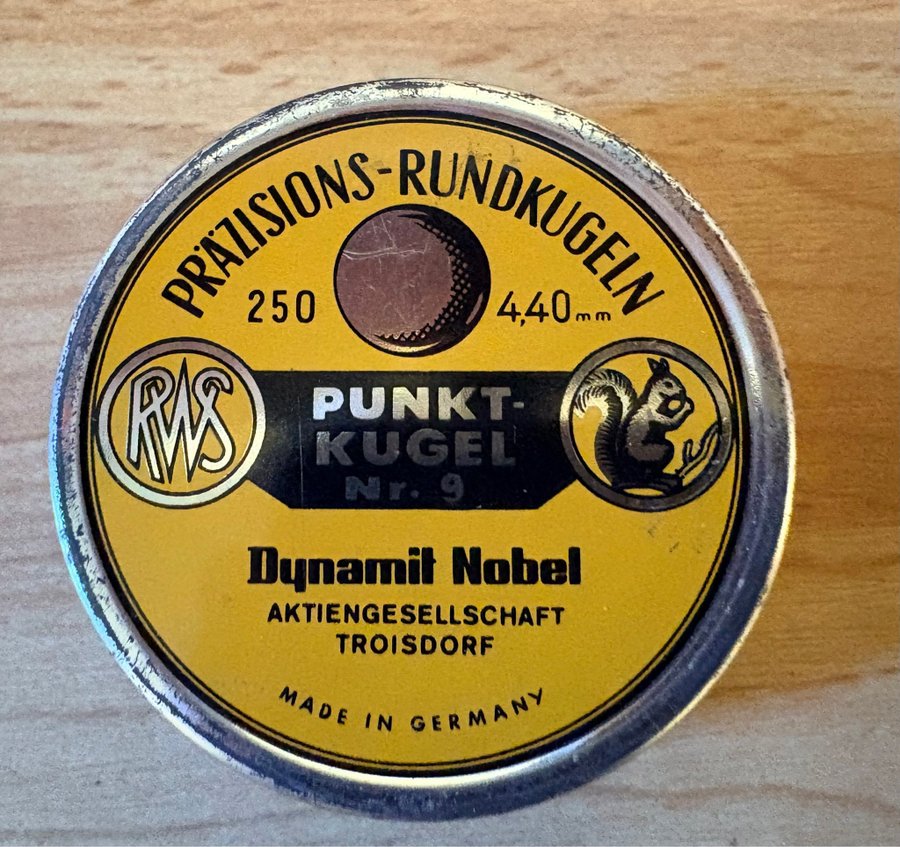 PRÄZISIONS-RUNDKUGELN
250 4,40mm
RWS
PUNKT-
KUGEL
Nr. 9
Dynamit Nobel
AKTIENGESELLSCHAFT
TROISDORF
MADE IN GERMANY